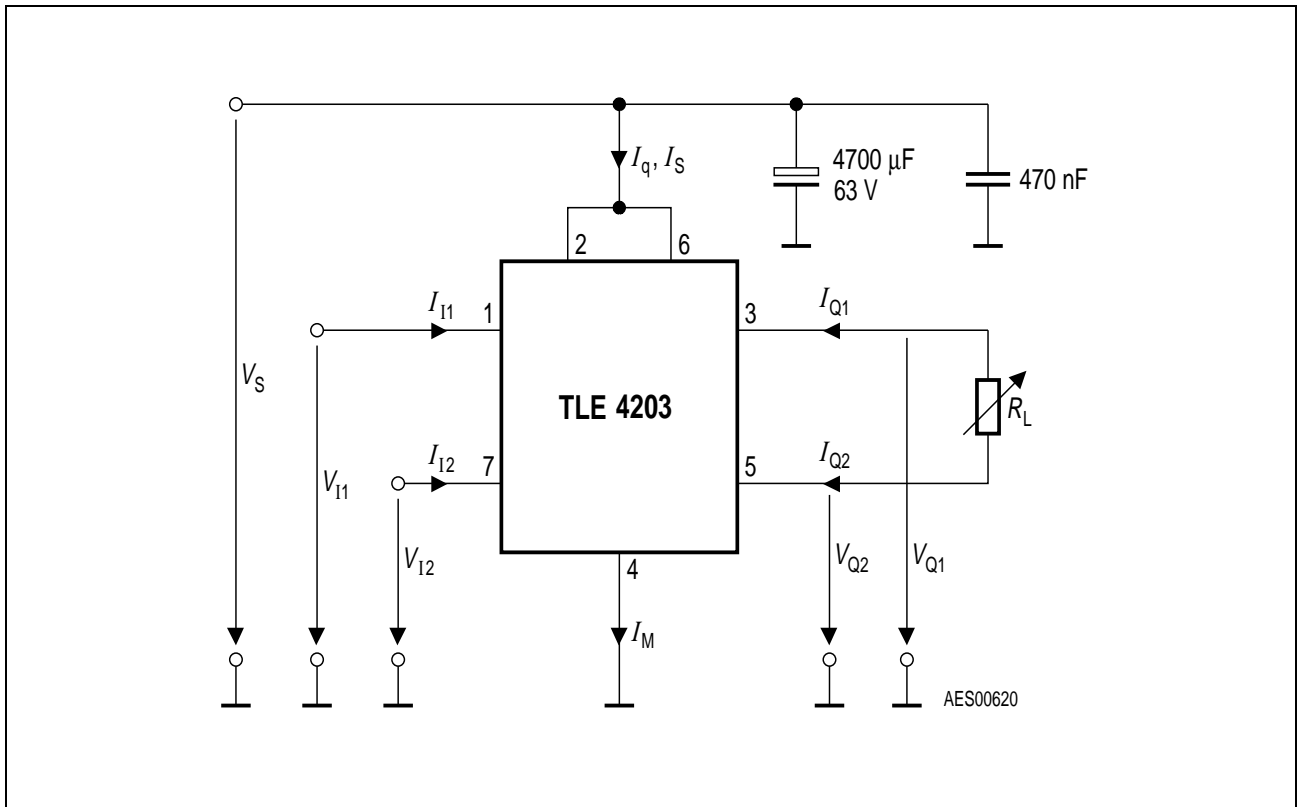 I_q, I_S
4700 μF
63 V
470 nF
2
6
I_I1
1
3
I_Q1
V_S
TLE 4203
R_L
I_I2
7
5
I_Q2
V_I1
V_I2
4
V_Q2
V_Q1
I_M
AES00620